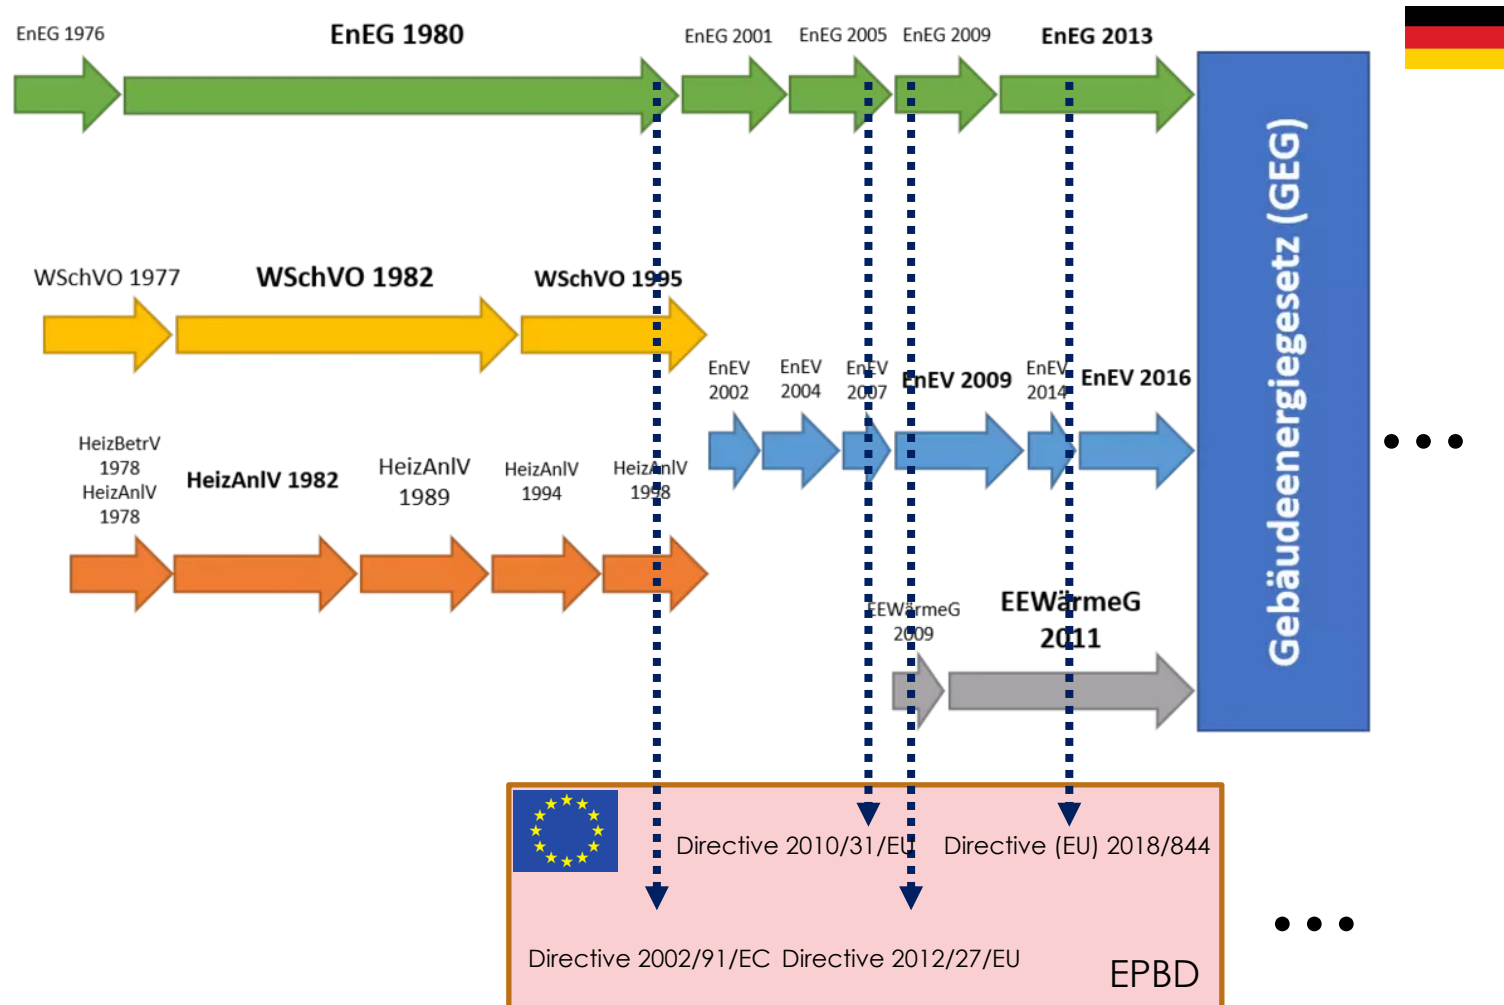 EnEG 1976
EnEG 1980
EnEG 2001
EnEG 2005
EnEG 2009
EnEG 2013
WSchVO 1977
WSchVO 1982
WSchVO 1995
EnEV
2002
EnEV
2004
EnEV
2007
EnEV 2009
EnEV
2014
EnEV 2016
HeizBetrV
1978
HeizAnlV
1978
HeizAnlV 1982
HeizAnlV
1989
HeizAnlV
1994
HeizAnlV
1998
EEWärmeG
2009
EEWärmeG
2011
Gebäudeenergiegesetz (GEG)
• • •
Directive 2010/31/EU
Directive (EU) 2018/844
Directive 2002/91/EC
Directive 2012/27/EU
EPBD
• • •